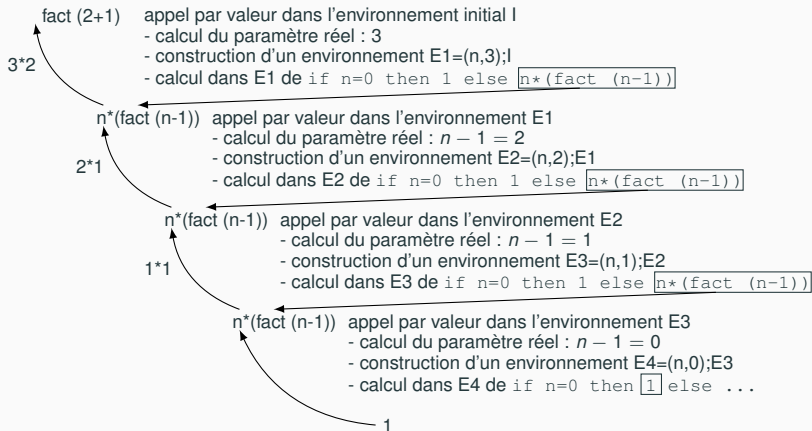 fact (2+1) appel par valeur dans l'environnement initial I
- calcul du paramètre réel : 3
3*2
- construction d'un environnement E1=(n,3);I
- calcul dans E1 de if n=0 then 1 else n*(fact (n-1))
n*(fact (n-1)) appel par valeur dans l'environnement E1
- calcul du paramètre réel : n − 1 = 2
2*1
- construction d'un environnement E2=(n,2);E1
- calcul dans E2 de if n=0 then 1 else n*(fact (n-1))
n*(fact (n-1)) appel par valeur dans l'environnement E2
- calcul du paramètre réel : n − 1 = 1
1*1
- construction d'un environnement E3=(n,1);E2
- calcul dans E3 de if n=0 then 1 else n*(fact (n-1))
n*(fact (n-1)) appel par valeur dans l'environnement E3
- calcul du paramètre réel : n − 1 = 0
- construction d'un environnement E4=(n,0);E3
- calcul dans E4 de if n=0 then 1 else ...
1